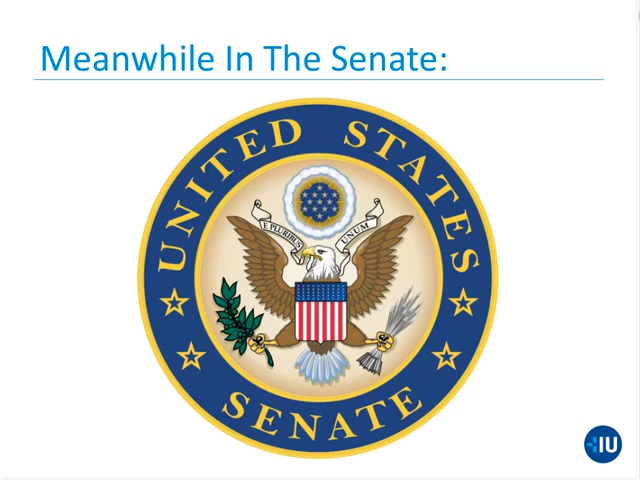 Meanwhile In The Senate:
UNITED STATES
E PLURIBUS
UNUM
SENATE
IU